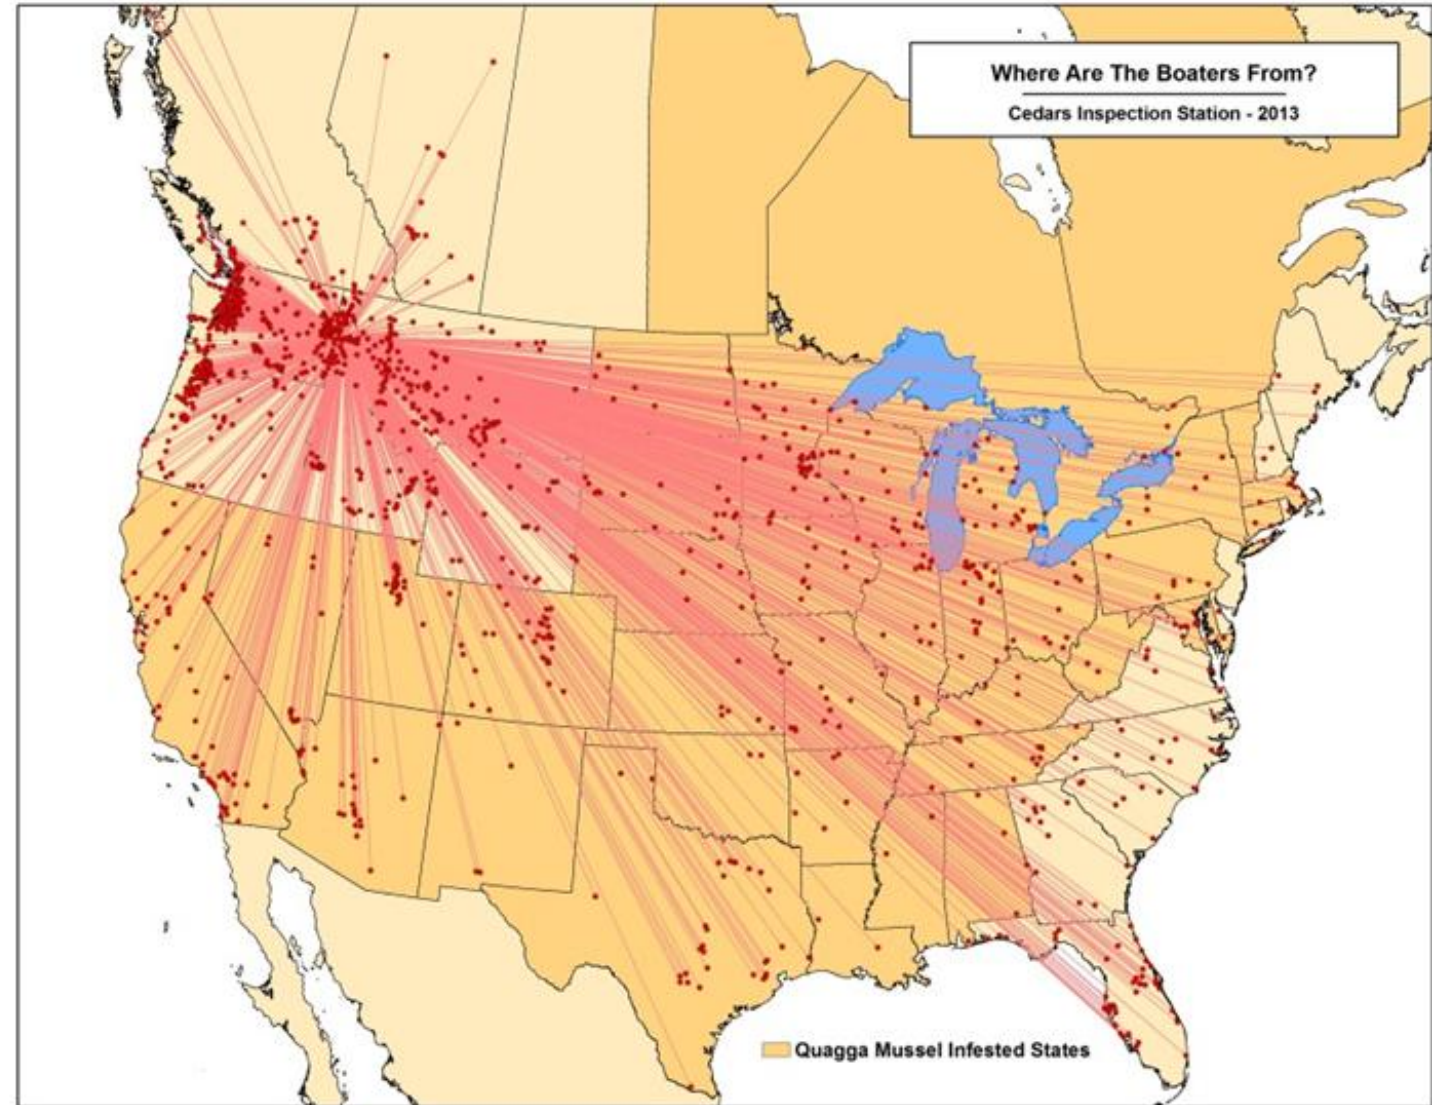 Where Are The Boaters From?
Cedars Inspection Station - 2013
Quagga Mussel Infested States